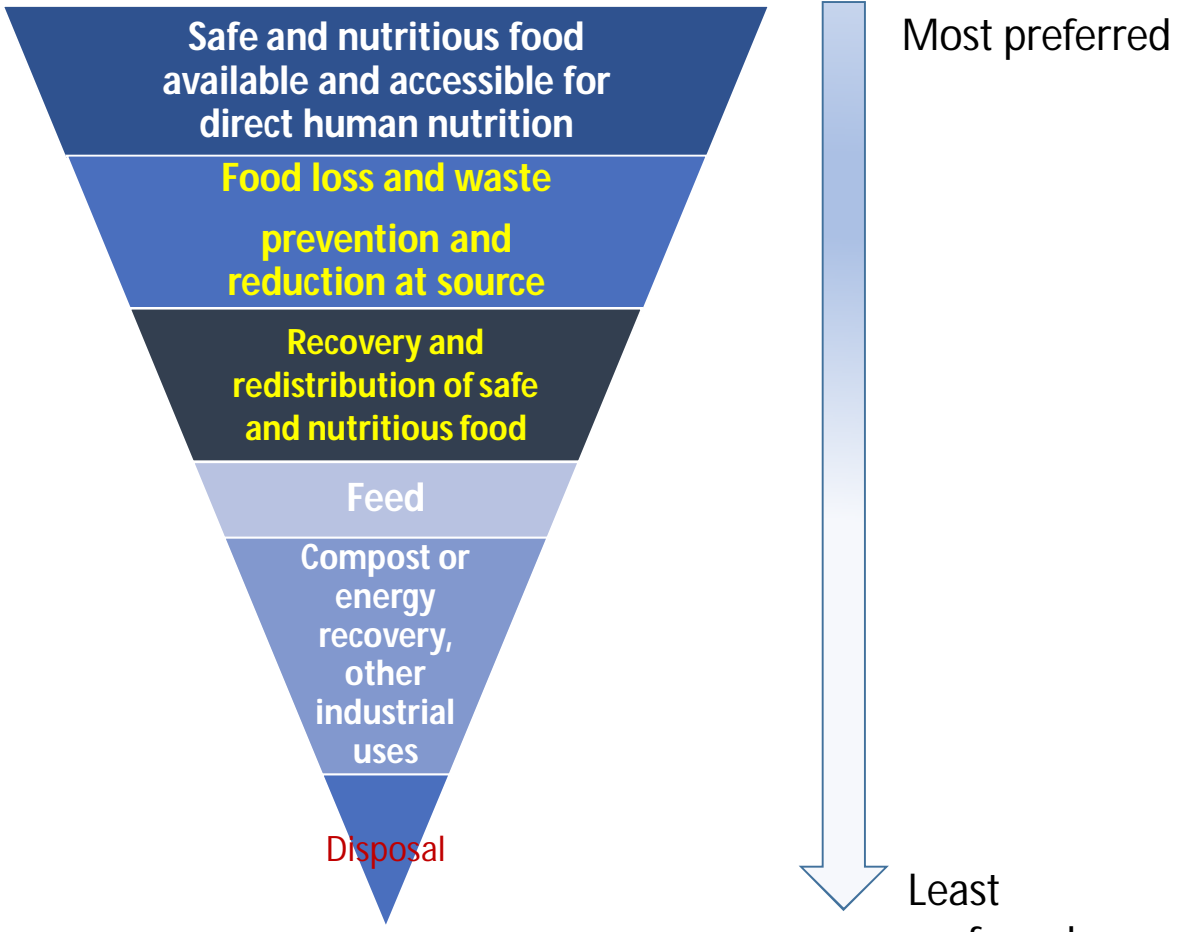 Safe and nutritious food
available and accessible for
direct human nutrition
Most preferred
Food loss and waste
prevention and
reduction at source
Recovery and
redistribution of safe
and nutritious food
Feed
Compost or
energy
recovery,
other
industrial
uses
Disposal
Least